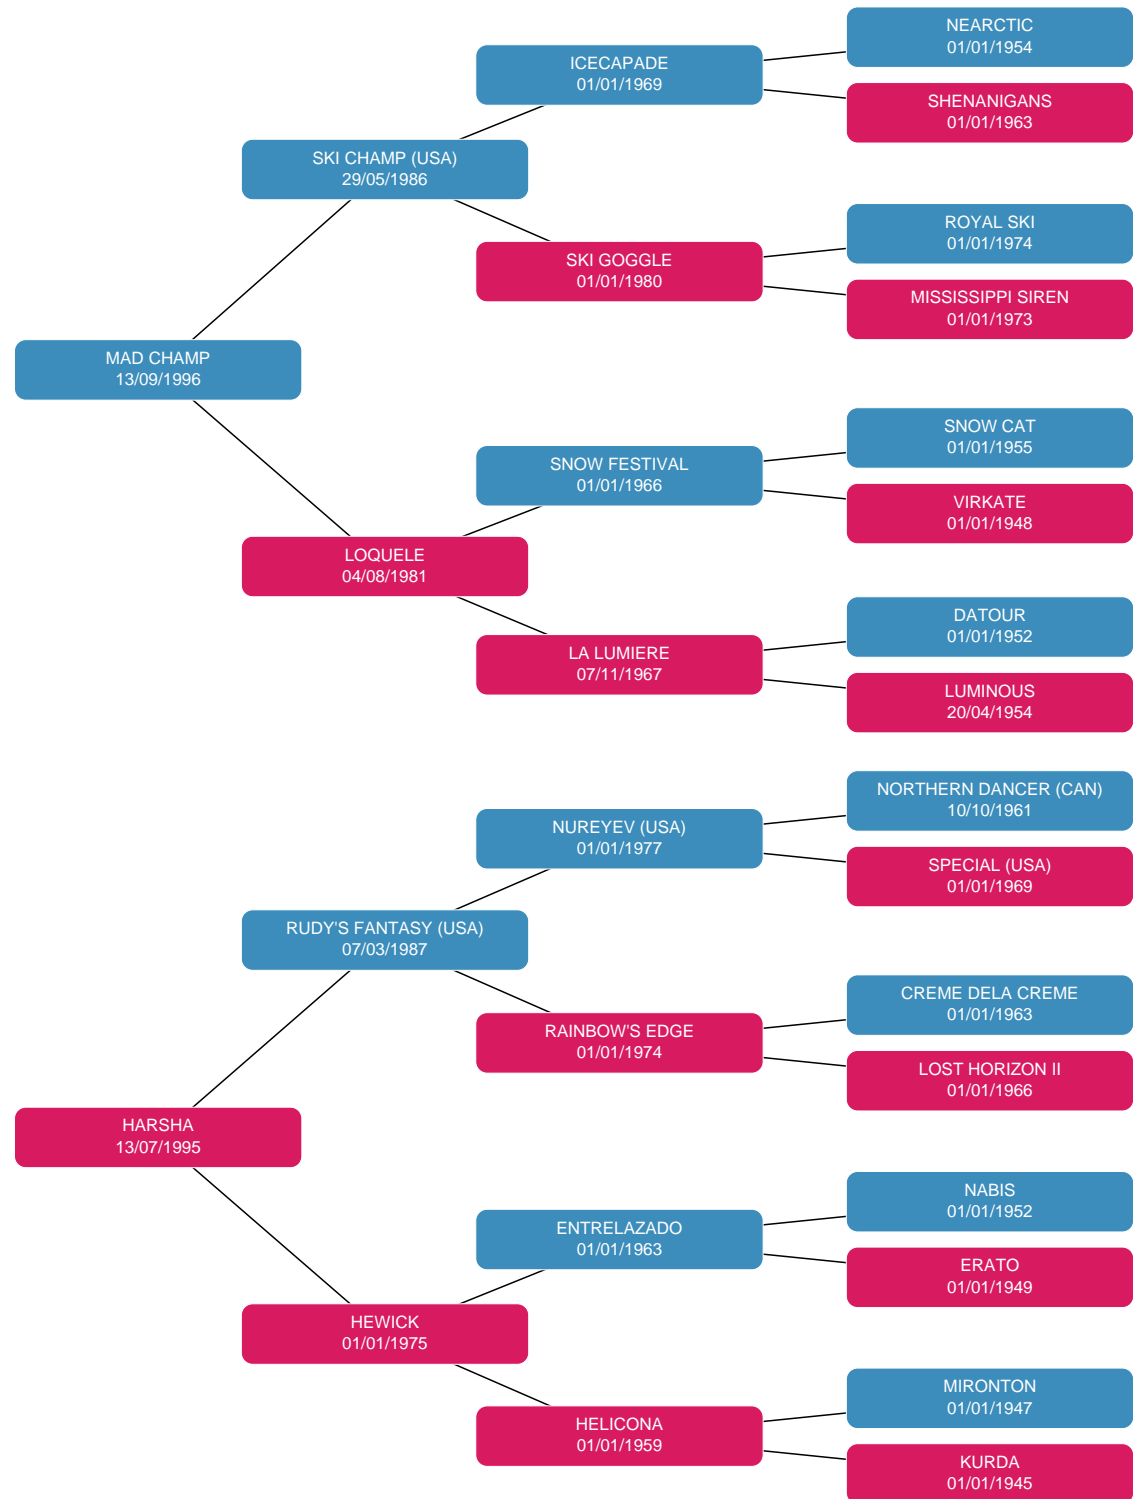 NEARCTIC
01/01/1954
ICECAPADE
01/01/1969
SHENANIGANS
01/01/1963
SKI CHAMP (USA)
29/05/1986
ROYAL SKI
01/01/1974
SKI GOGGLE
01/01/1980
MISSISSIPPI SIREN
01/01/1973
MAD CHAMP
13/09/1996
SNOW CAT
01/01/1955
SNOW FESTIVAL
01/01/1966
VIRKATE
01/01/1948
LOQUELE
04/08/1981
DATOUR
01/01/1952
LA LUMIERE
07/11/1967
LUMINOUS
20/04/1954
NORTHERN DANCER (CAN)
10/10/1961
NUREYEV (USA)
01/01/1977
SPECIAL (USA)
01/01/1969
RUDY'S FANTASY (USA)
07/03/1987
CREME DELA CREME
01/01/1963
RAINBOW'S EDGE
01/01/1974
LOST HORIZON II
01/01/1966
HARSHA
13/07/1995
NABIS
01/01/1952
ENTRELAZADO
01/01/1963
ERATO
01/01/1949
HEWICK
01/01/1975
MIRONTON
01/01/1947
HELICONA
01/01/1959
KURDA
01/01/1945